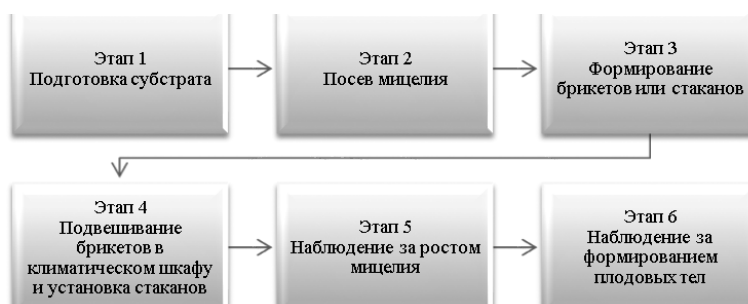 Этап 1
Подготовка субстрата
Этап 2
Посев мицелия
Этап 3
Формирование
брикетов или стаканов
Этап 4
Подвешивание
брикетов в
климатическом шкафу
и установка стаканов
Этап 5
Наблюдение за ростом
мицелия
Этап 6
Наблюдение за
формированием
плодовых тел